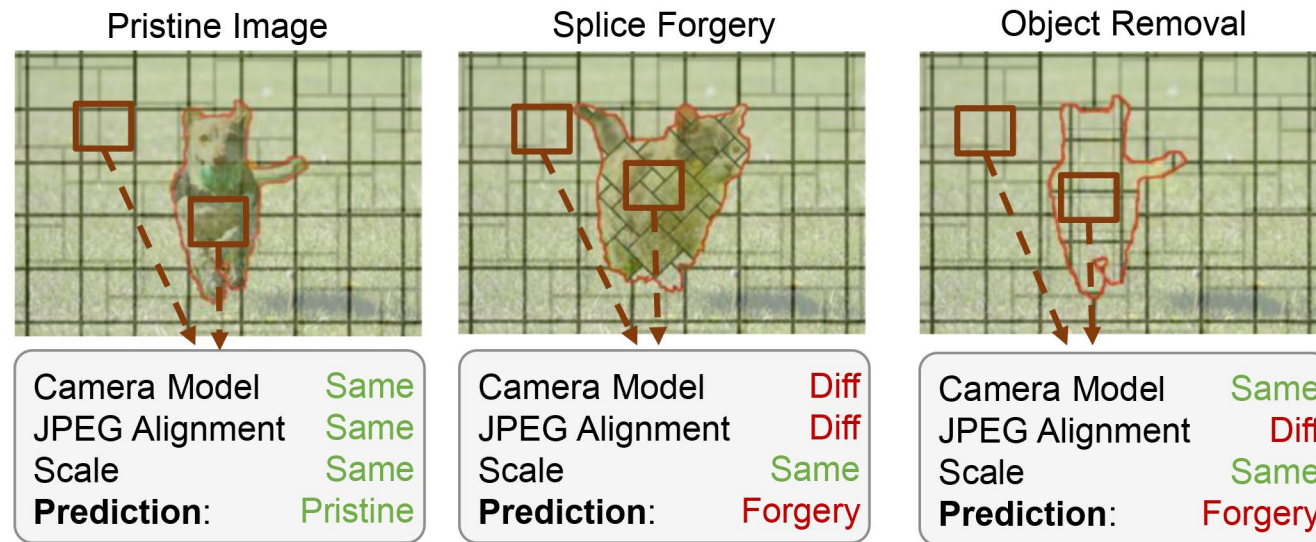 Pristine Image
Camera Model Same
JPEG Alignment Same
Scale Same
Prediction: Pristine
Splice Forgery
Camera Model Diff
JPEG Alignment Diff
Scale Same
Prediction: Forgery
Object Removal
Camera Model Same
JPEG Alignment Diff
Scale Same
Prediction: Forgery